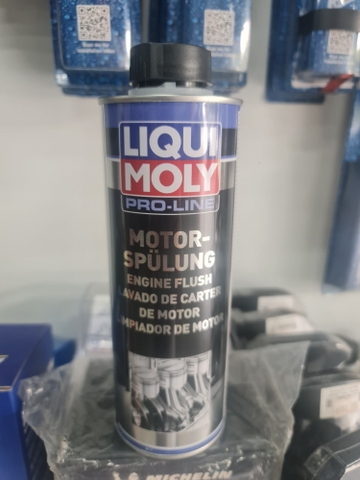 LIQUI
MOLY
PRO-LINE
MOTOR-
SPÜLUNG
ENGINE FLUSH
LAVADO DE CARTER
DE MOTOR
LIMPIADOR DE MOTOR
MICHELIN